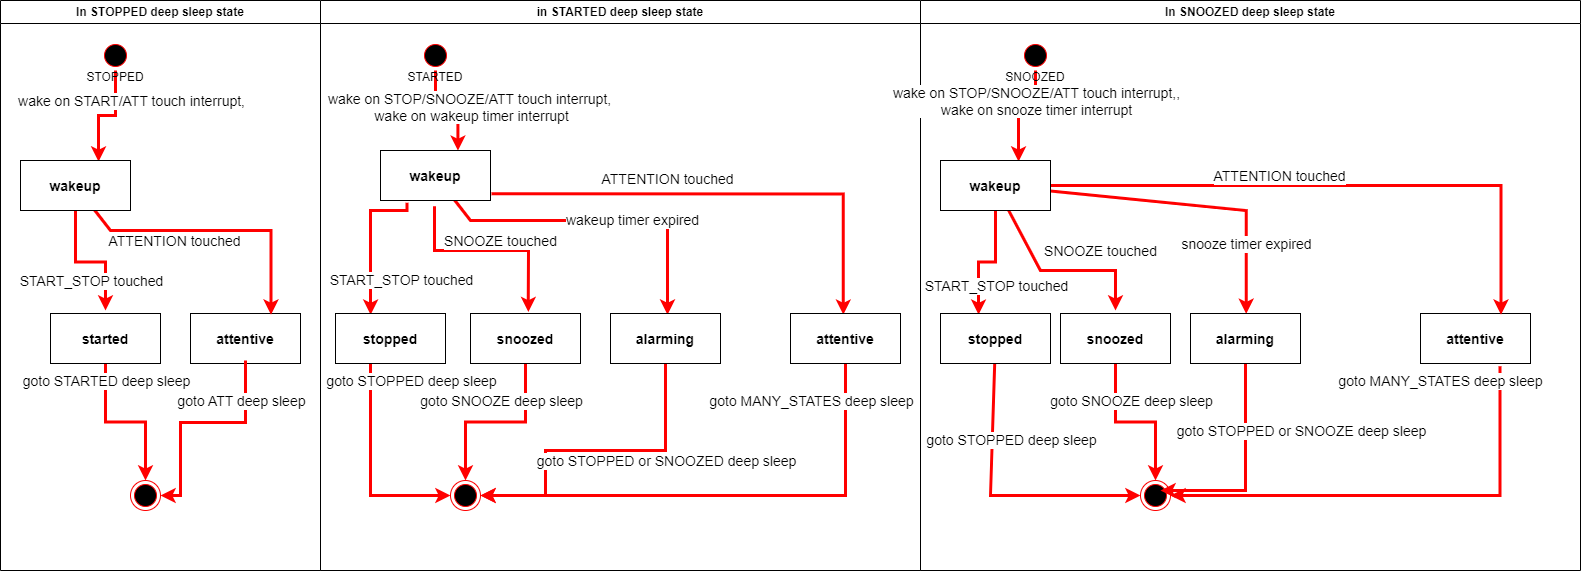 In STOPPED deep sleep state
STOPPED
wake on START/ATT touch interrupt,
wakeup
ATTENTION touched
START_STOP touched
started
attentive
goto STARTED deep sleep
goto ATT deep sleep
in STARTED deep sleep state
STARTED
wake on STOP/SNOOZE/ATT touch interrupt,
wake on wakeup timer interrupt
wakeup
ATTENTION touched
wakeup timer expired
SNOOZE touched
START_STOP touched
stopped
snoozed
alarming
attentive
goto STOPPED deep sleep
goto SNOOZE deep sleep
goto MANY_STATES deep sleep
goto STOPPED or SNOOZED deep sleep
In SNOOZED deep sleep state
SNOOZED
wake on STOP/SNOOZE/ATT touch interrupt,,
wake on snooze timer interrupt
wakeup
ATTENTION touched
snooze timer expired
SNOOZE touched
START_STOP touched
stopped
snoozed
alarming
attentive
goto MANY_STATES deep sleep
goto SNOOZE deep sleep
goto STOPPED or SNOOZE deep sleep
goto STOPPED deep sleep